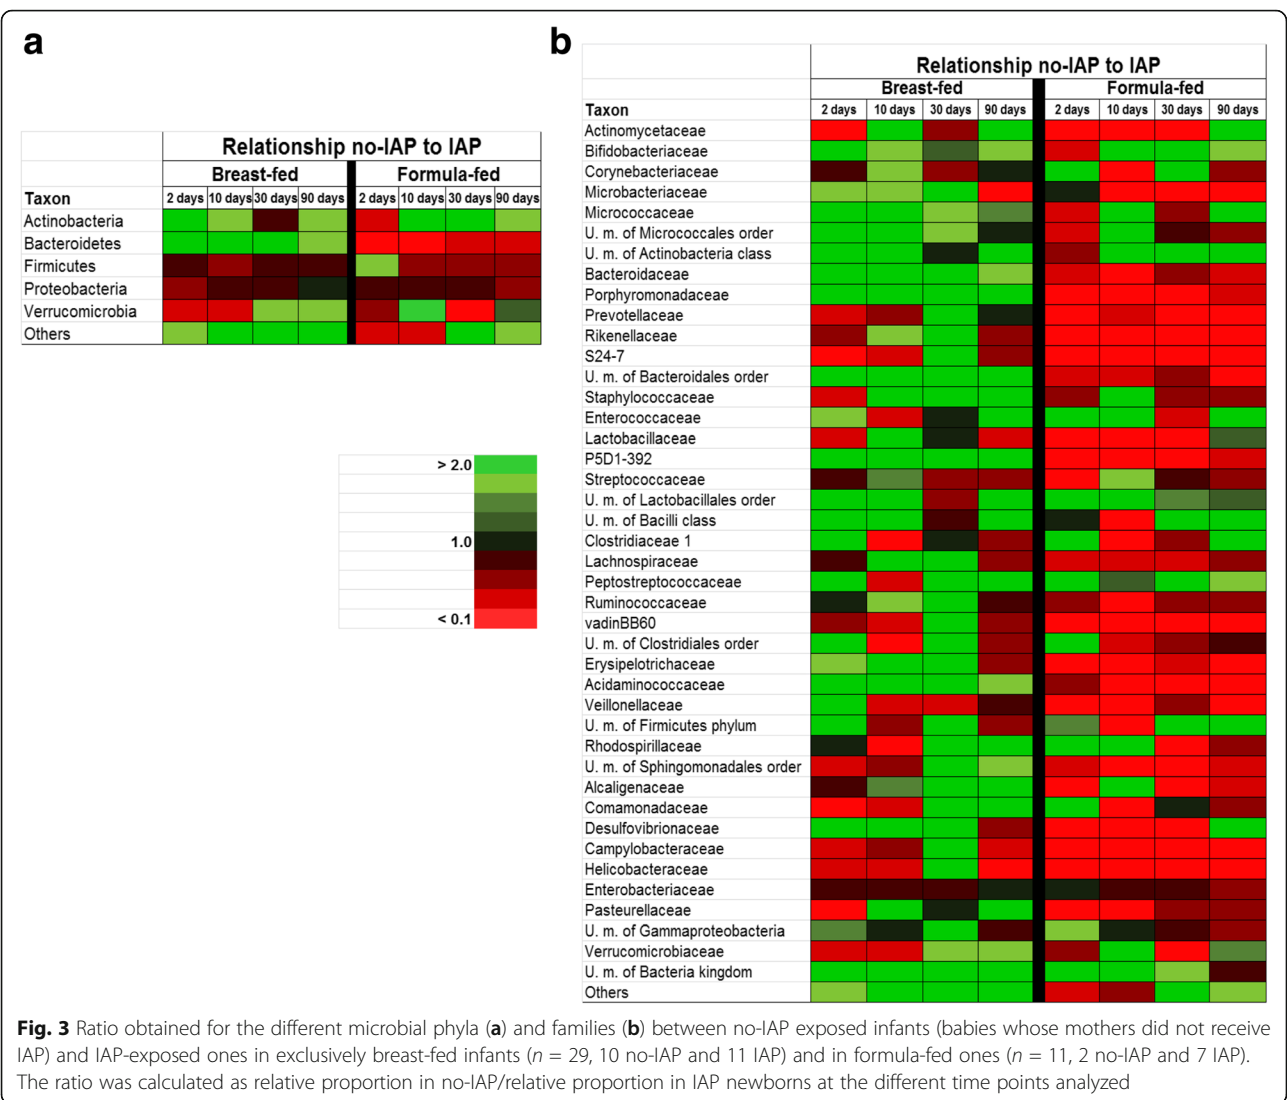 a
Relationship no-IAP to IAP
Breast-fed Formula-fed
Taxon 2 days 10 days 30 days 90 days 2 days 10 days 30 days 90 days
Actinobacteria
Bacteroidetes
Firmicutes
Proteobacteria
Verrucomicrobia
Others
> 2.0
1.0
< 0.1
b
Relationship no-IAP to IAP
Breast-fed Formula-fed
Taxon 2 days 10 days 30 days 90 days 2 days 10 days 30 days 90 days
Actinomycetaceae
Bifidobacteriaceae
Corynebacteriaceae
Microbacteriaceae
Micrococcaceae
U. m. of Micrococcales order
U. m. of Actinobacteria class
Bacteroidaceae
Porphyromonadaceae
Prevotellaceae
Rikenellaceae
S24-7
U. m. of Bacteroidales order
Staphylococcaceae
Enterococcaceae
Lactobacillaceae
P5D1-392
Streptococcaceae
U. m. of Lactobacillales order
U. m. of Bacilli class
Clostridiaceae 1
Lachnospiraceae
Peptostreptococcaceae
Ruminococcaceae
vadinBB60
U. m. of Clostridiales order
Erysipelotrichaceae
Acidaminococcaceae
Veillonellaceae
U. m. of Firmicutes phylum
Rhodospirillaceae
U. m. of Sphingomonadales order
Alcaligenaceae
Comamonadaceae
Desulfovibrionaceae
Campylobacteraceae
Helicobacteraceae
Enterobacteriaceae
Pasteurellaceae
U. m. of Gammaproteobacteria
Verrucomicrobiaceae
U. m. of Bacteria kingdom
Others
Fig. 3 Ratio obtained for the different microbial phyla (a) and families (b) between no-IAP exposed infants (babies whose mothers did not receive
IAP) and IAP-exposed ones in exclusively breast-fed infants (n = 29, 10 no-IAP and 11 IAP) and in formula-fed ones (n = 11, 2 no-IAP and 7 IAP).
The ratio was calculated as relative proportion in no-IAP/relative proportion in IAP newborns at the different time points analyzed